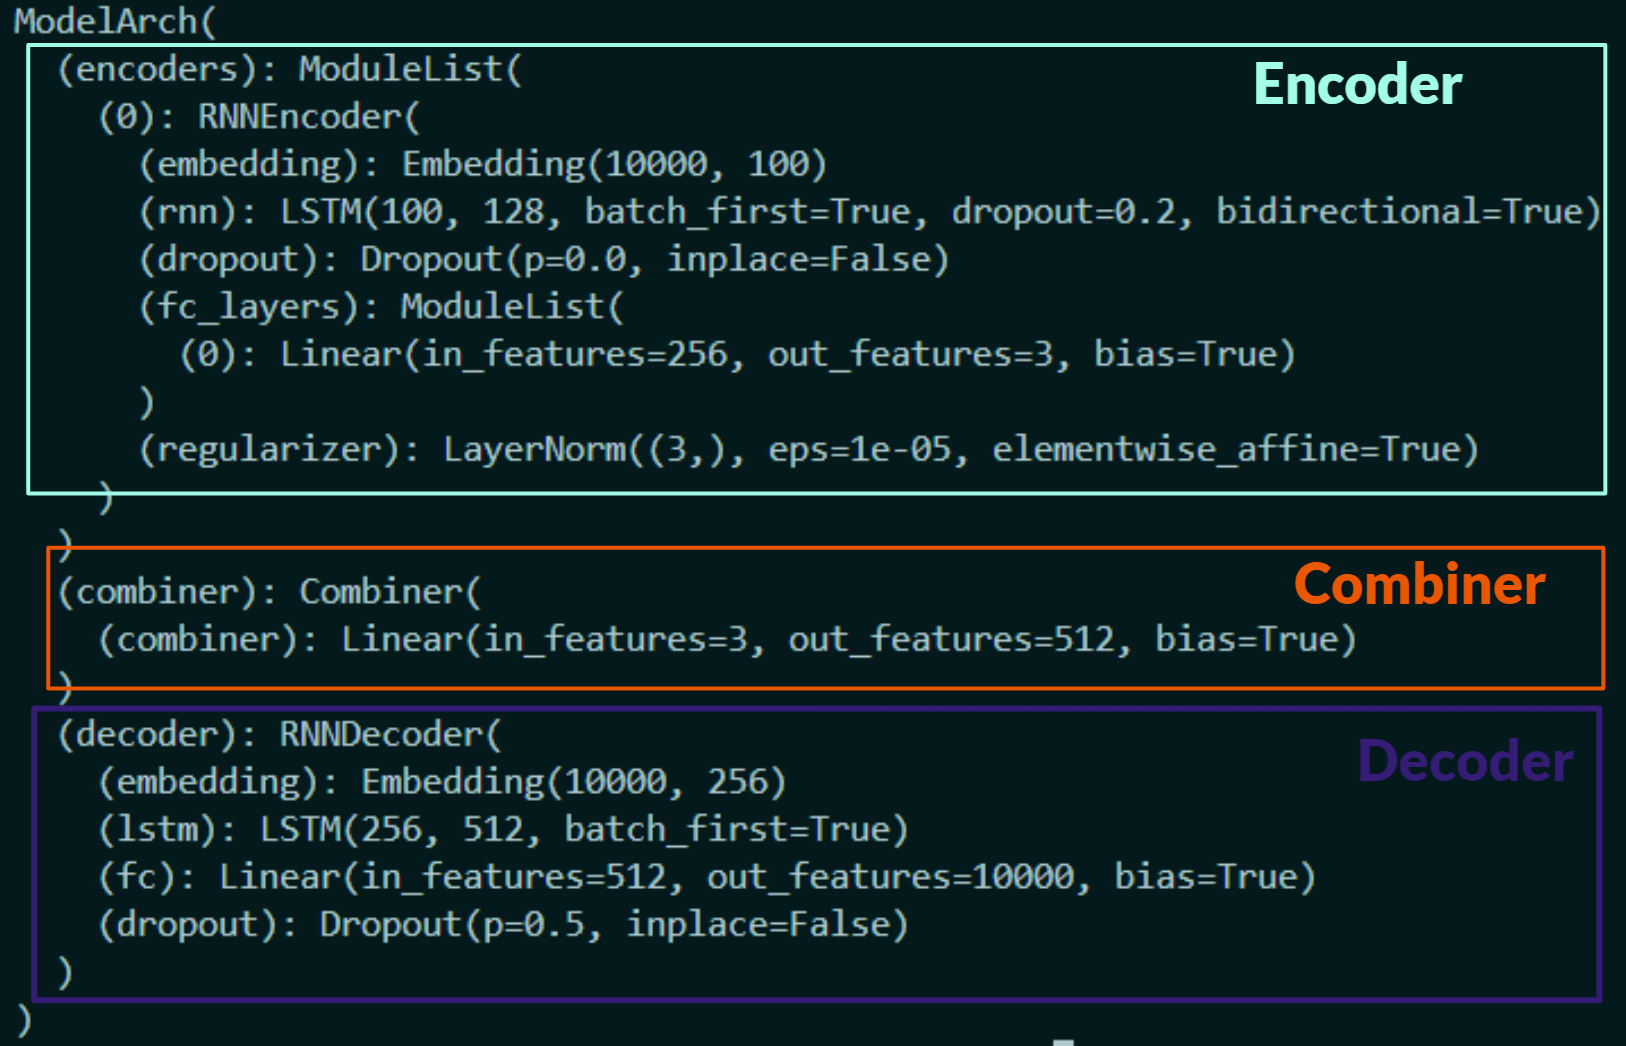 ModelArch(
(encoders): ModuleList(
Encoder
(0): RNNEncoder(
(embedding): Embedding(10000, 100)
(rnn): LSTM(100, 128, batch_first=True, dropout=0.2, bidirectional=True)
(dropout): Dropout(p=0.0, inplace=False)
(fc_layers): ModuleList(
(0): Linear(in_features=256, out_features=3, bias=True)
)
(regularizer): LayerNorm((3,), eps=1e-05, elementwise_affine=True)
)
)
(combiner): Combiner(
Combiner
(combiner): Linear(in_features=3, out_features=512, bias=True)
)
(decoder): RNNDecoder(
Decoder
(embedding): Embedding(10000, 256)
(lstm): LSTM(256, 512, batch_first=True)
(fc): Linear(in_features=512, out_features=10000, bias=True)
(dropout): Dropout(p=0.5, inplace=False)
)
)